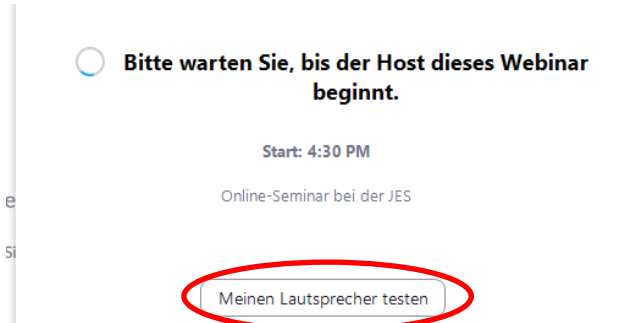 Bitte warten Sie, bis der Host dieses Webinar
beginnt.
Start: 4:30 PM
Online-Seminar bei der JES
e
Si
Meinen Lautsprecher testen